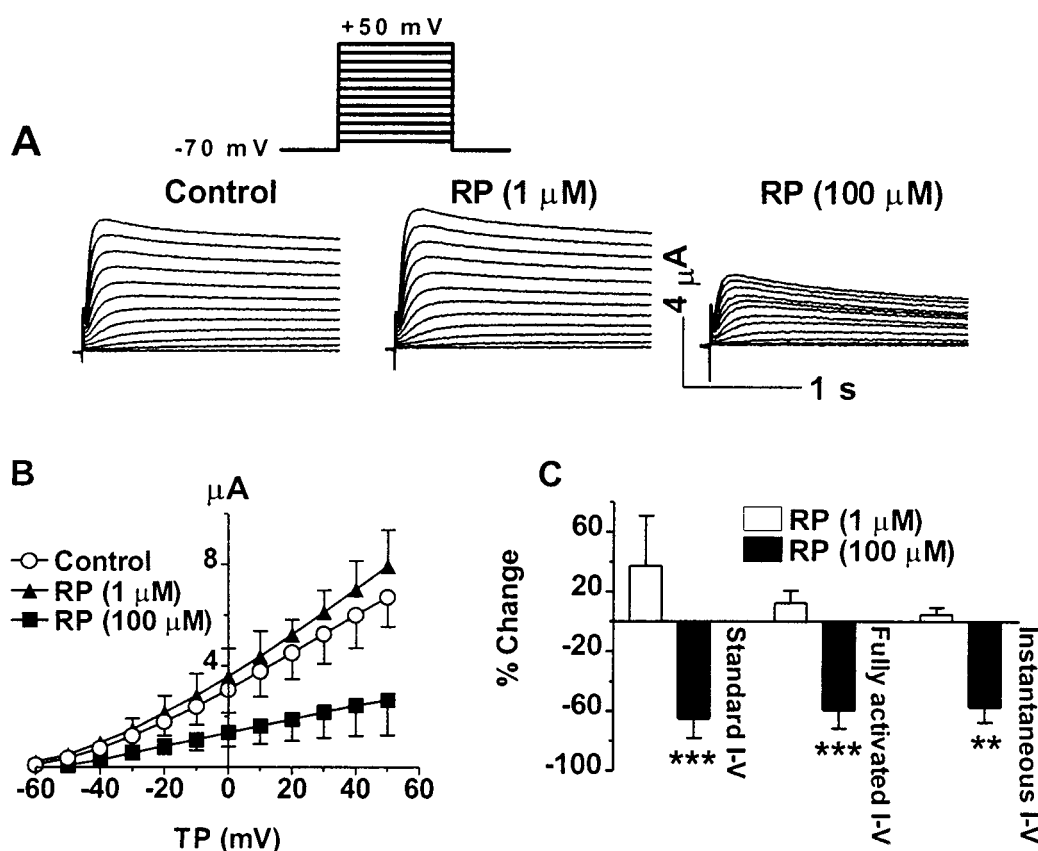 +50 mV
-70 mV
A
Control
RP (1 μM)
RP (100 μM)
4 μA
1 s
B
μA
Control
RP (1 μM)
RP (100 μM)
8
4
-60 -40 -20 0 20 40 60
TP (mV)
C
RP (1 μM)
RP (100 μM)
% Change
60
20
-20
-60
-100
***
***
**
Standard I-V
Fully activated I-V
Instantaneous I-V